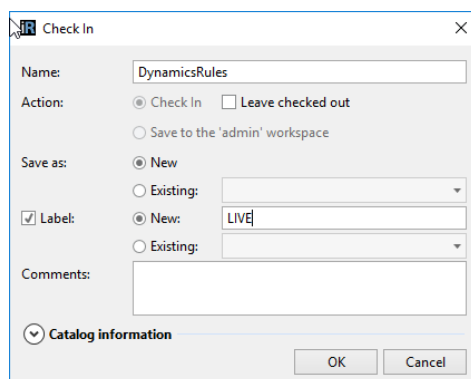 iR Check In
Name: DynamicsRules
Action: Check In Leave checked out
Save to the 'admin' workspace
Save as: New
Existing:
Label: New: LIVE
Existing:
Comments:
Catalog information
OK Cancel